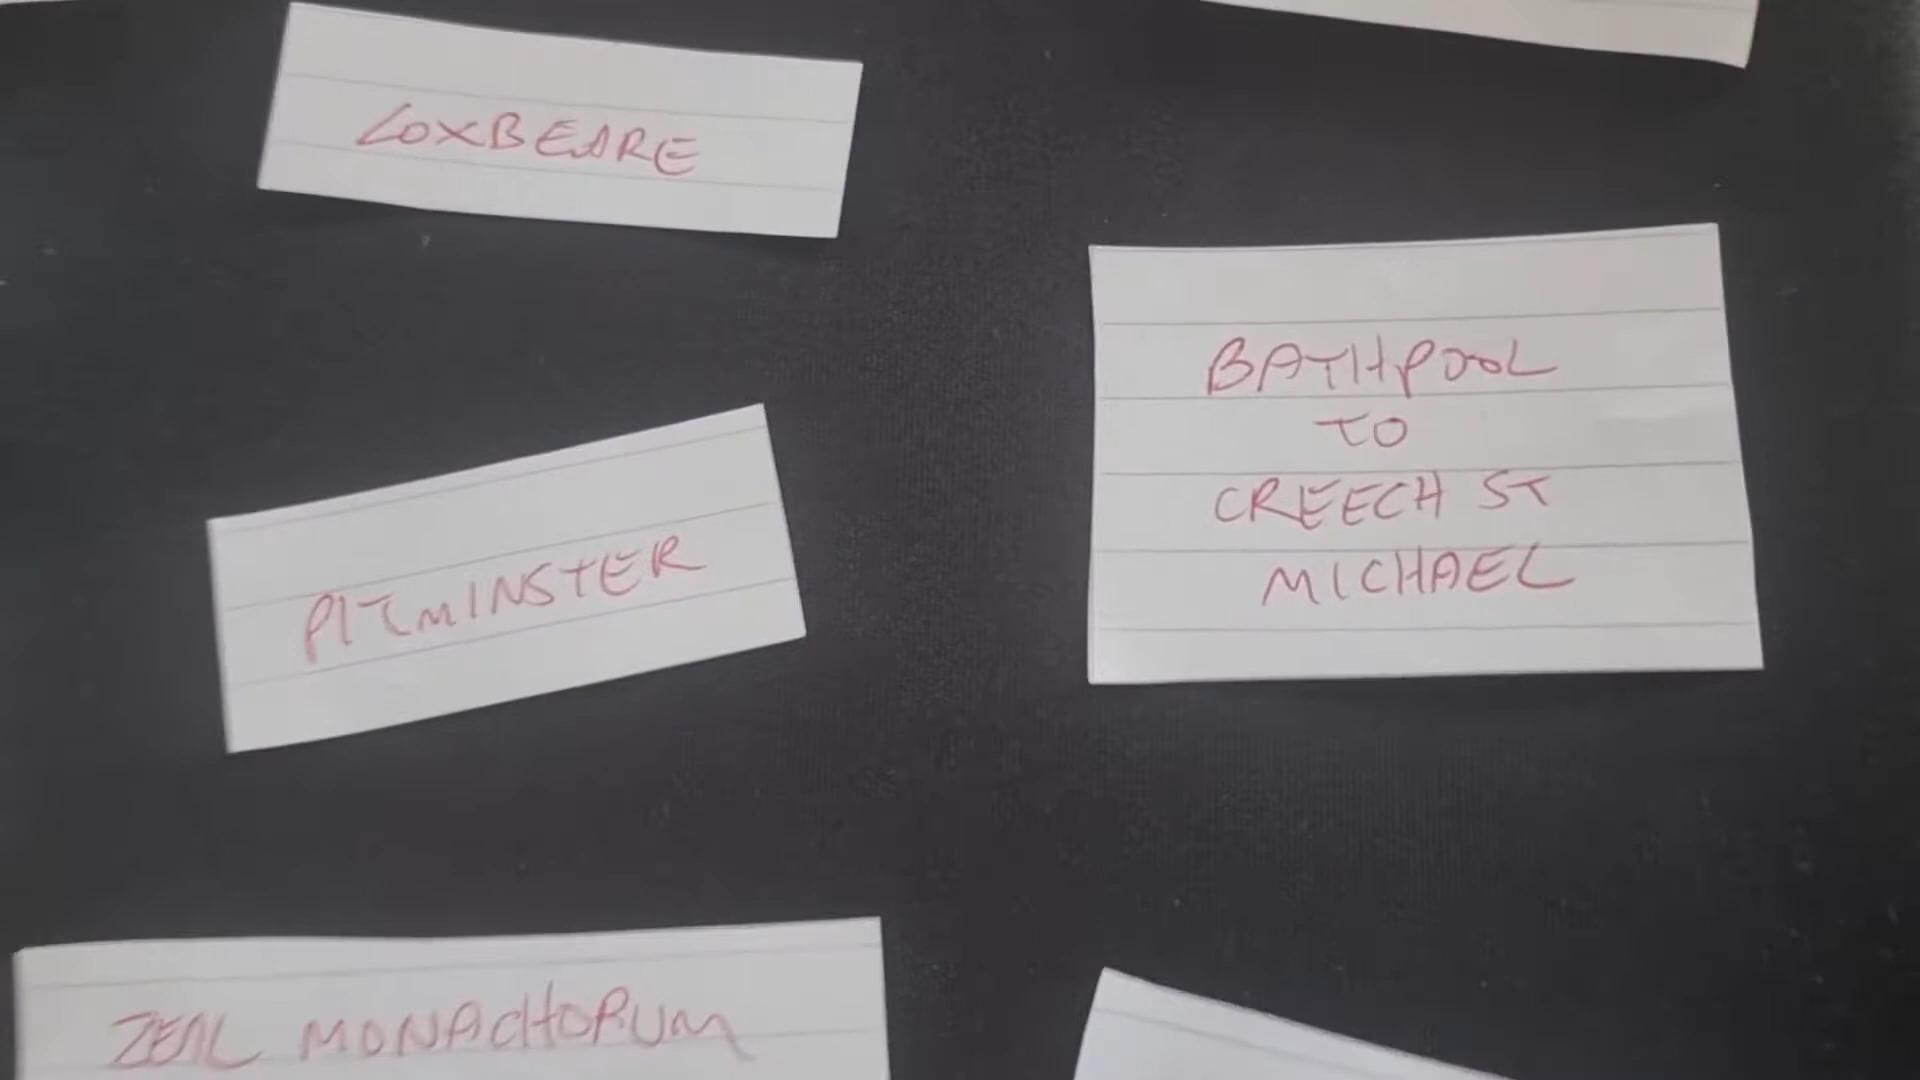 LOXBEARE
BATHPOOL
TO
CREECH ST
MICHAEL
PITMINSTER
ZEAL MONACHORUM